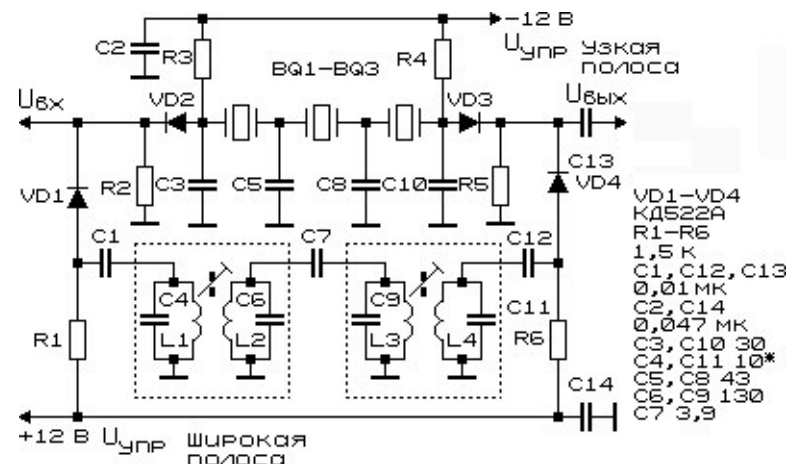 −12 В
Uупр Узкая
полоса
C2
R3
R4
BQ1−BQ3
Uвх
VD2
VD3
Uвых
VD1
R2
C3
C5
C8
C10
R5
C13
VD4
C1
C7
C12
C4
C6
C9
C11
L1
L2
L3
L4
R1
R6
C14
+12 В Uупр Широкая
полоса
VD1−VD4
КД522А
R1−R6
1,5 к
C1,C12,C13
0,01 мк
C2,C14
0,047 мк
C3,C10 30
C4,C11 10*
C5,C8 43
C6,C9 130
C7 3,9